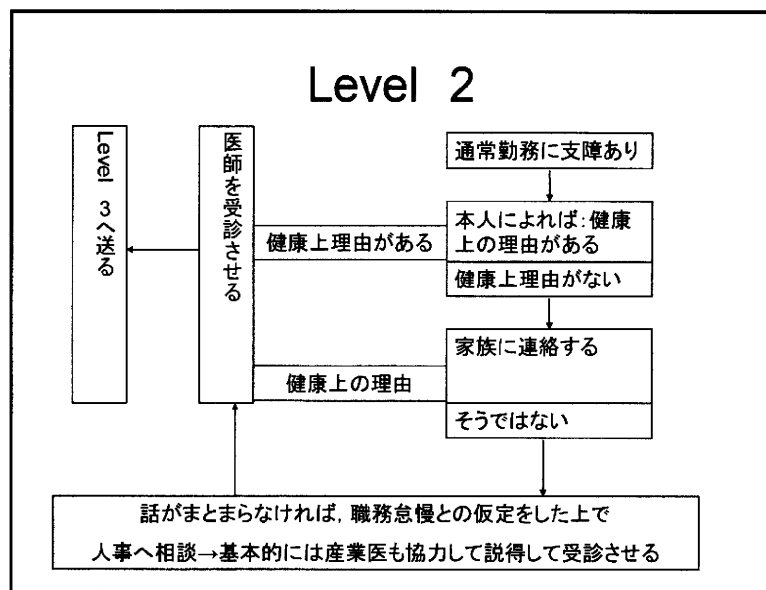 Level 2
通常勤務に支障あり
本人によれば:健康
上の理由がある
健康上理由がある
健康上理由がない
家族に連絡する
健康上の理由
そうではない
医師を受診させる
Level 3へ送る
話がまとまらなければ,職務怠慢との仮定をした上で
人事へ相談→基本的には産業医も協力して説得して受診させる